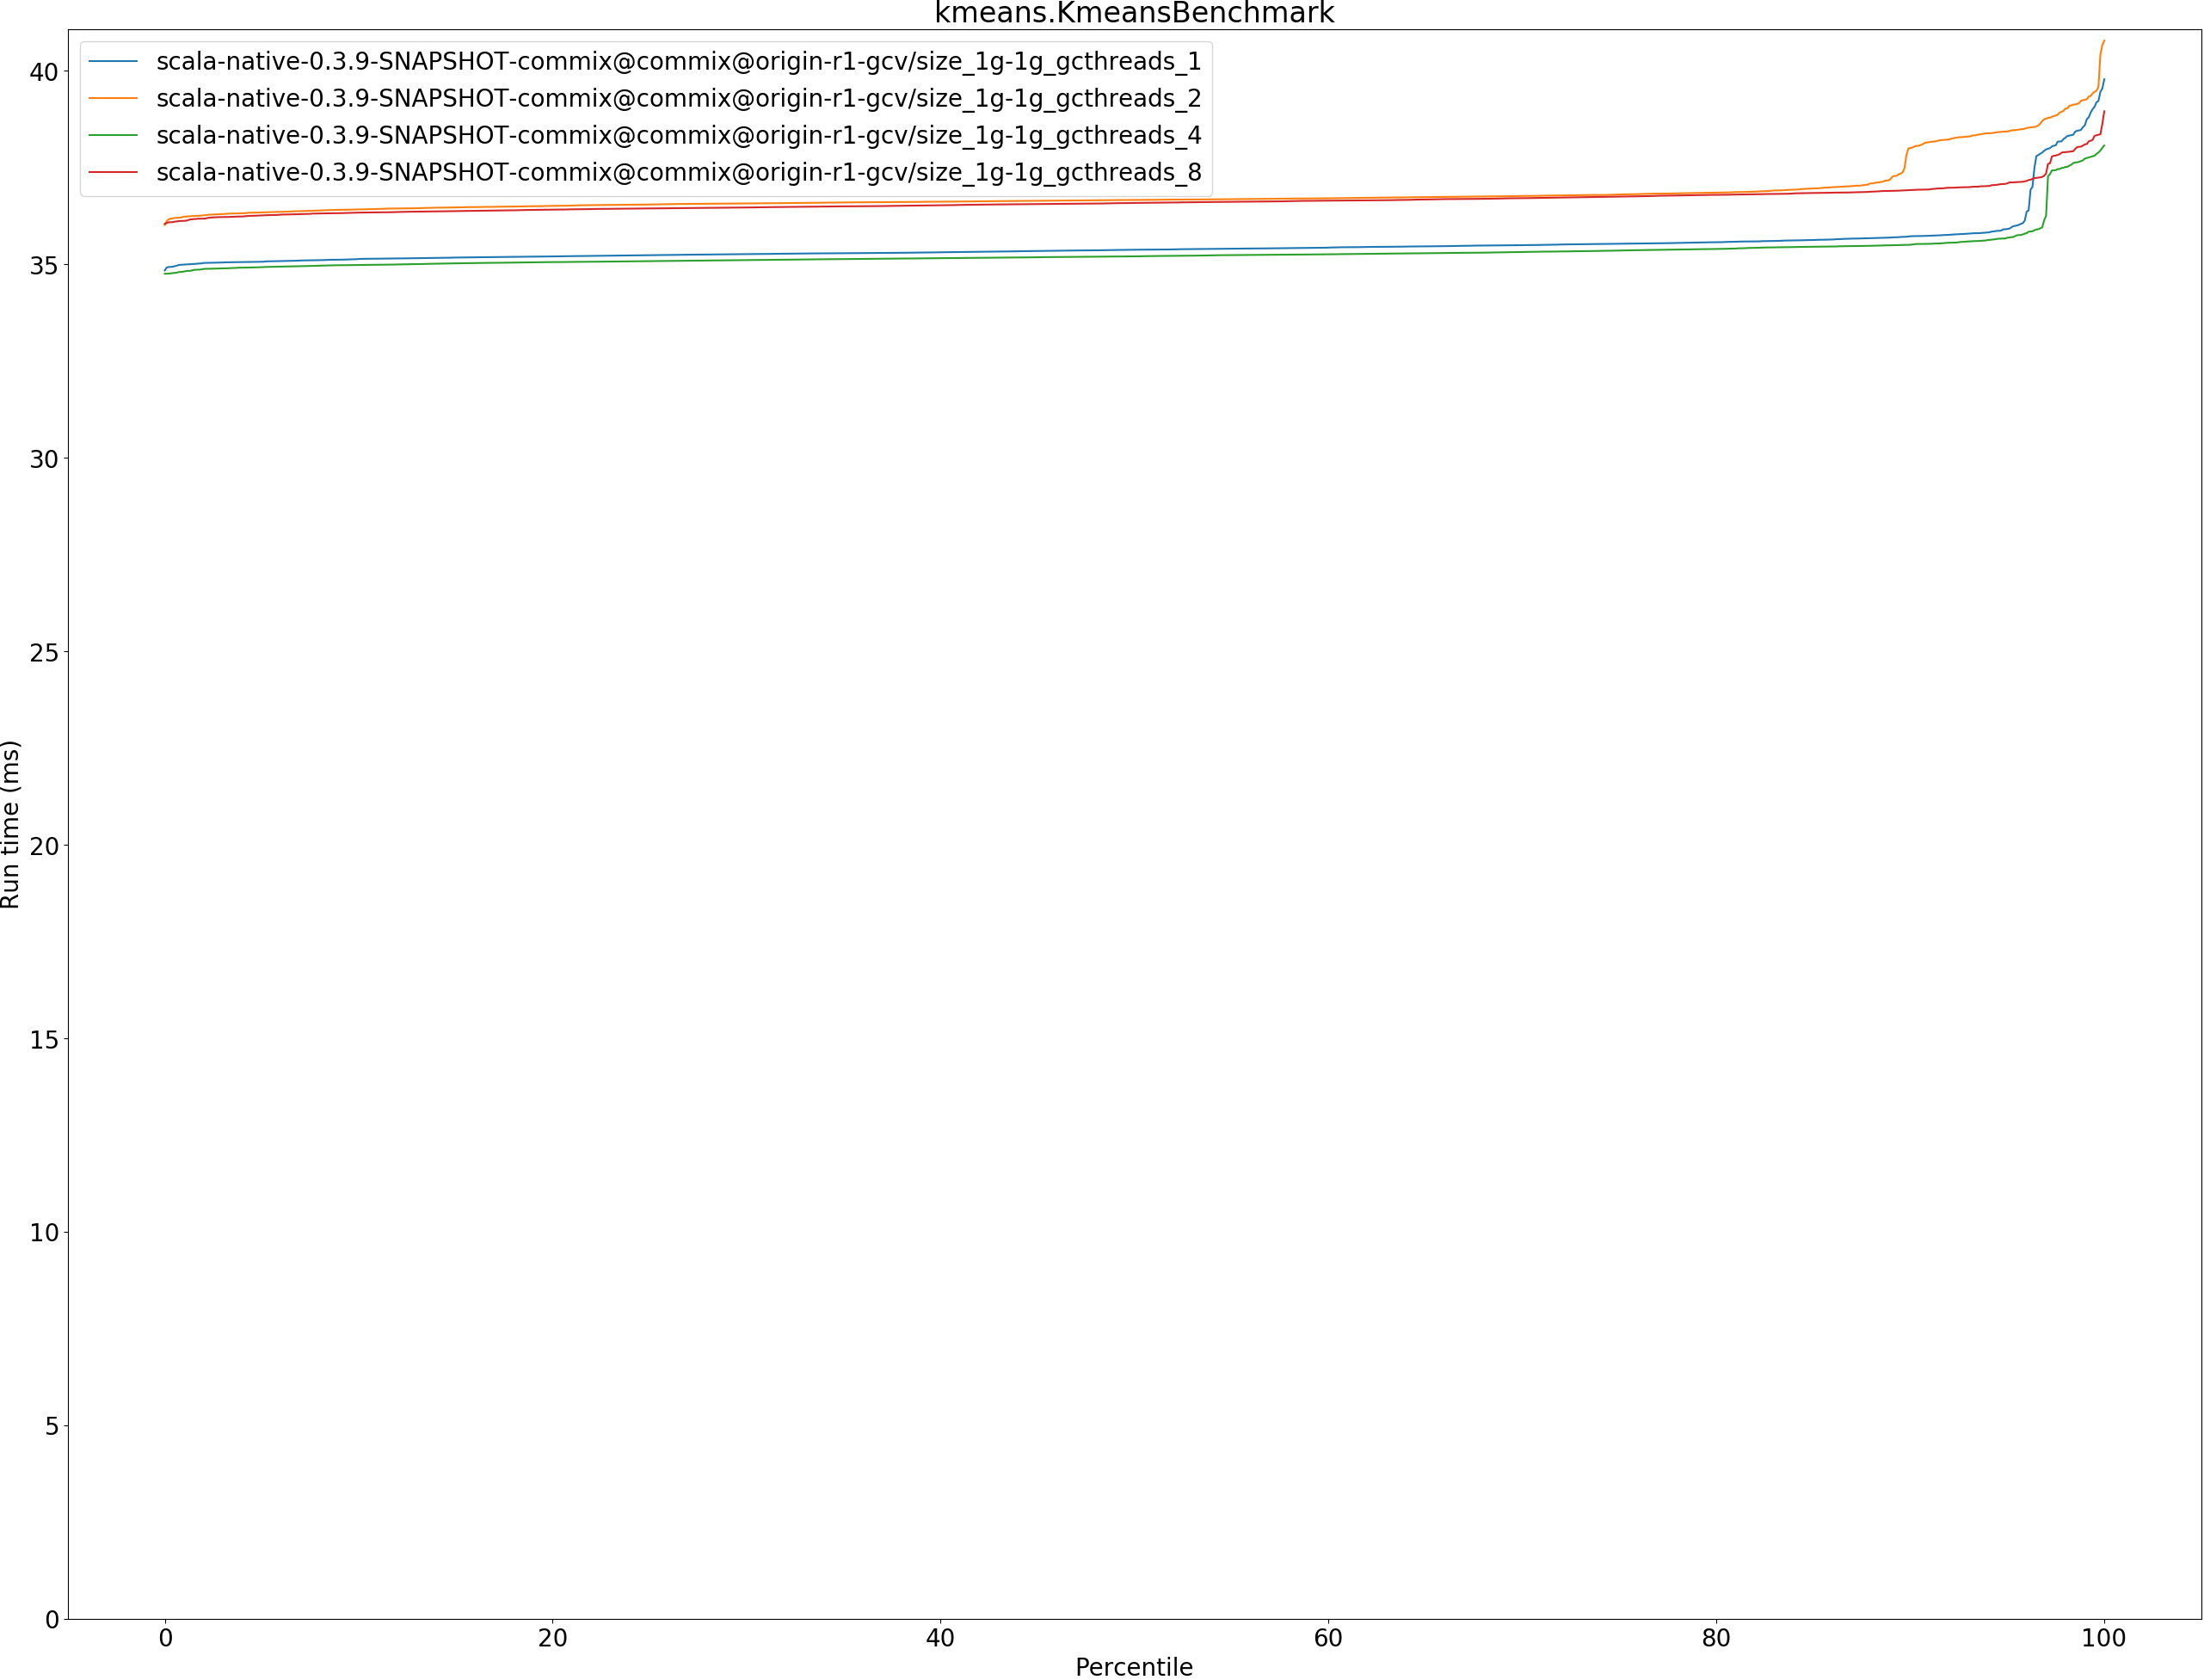 kmeans.KmeansBenchmark
scala-native-0.3.9-SNAPSHOT-commix@commix@origin-r1-gcv/size_1g-1g_gcthreads_1
scala-native-0.3.9-SNAPSHOT-commix@commix@origin-r1-gcv/size_1g-1g_gcthreads_2
scala-native-0.3.9-SNAPSHOT-commix@commix@origin-r1-gcv/size_1g-1g_gcthreads_4
scala-native-0.3.9-SNAPSHOT-commix@commix@origin-r1-gcv/size_1g-1g_gcthreads_8
40
35
30
25
20
15
10
5
0
Run time (ms)
0 20 40 60 80 100
Percentile